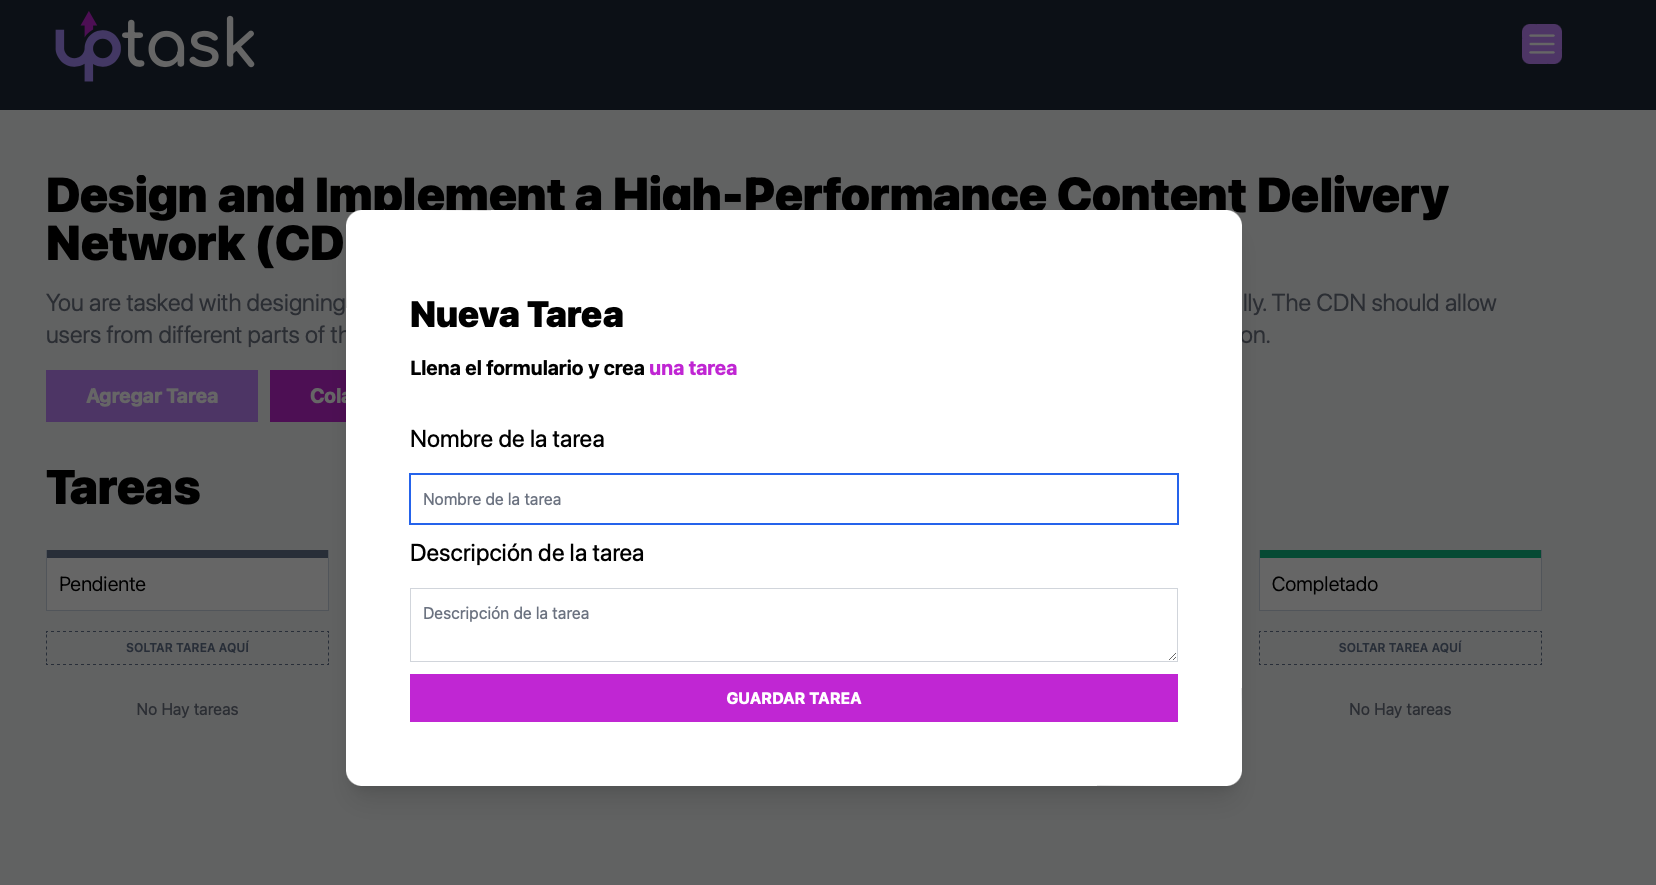 uptask
Design and Implement a High-Performance Content Delivery
Network (CD
You are tasked with designing lly. The CDN should allow
users from different parts of th on.
Agregar Tarea Cola
Nueva Tarea
Llena el formulario y crea una tarea
Nombre de la tarea
Nombre de la tarea
Descripción de la tarea
Descripción de la tarea
GUARDAR TAREA
Tareas
Pendiente
SOLTAR TAREA AQUÍ
No Hay tareas
Completado
SOLTAR TAREA AQUÍ
No Hay tareas